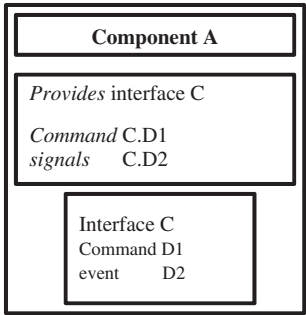 Component A
Provides interface C
Command C.D1
signals C.D2
Interface C
Command D1
event D2